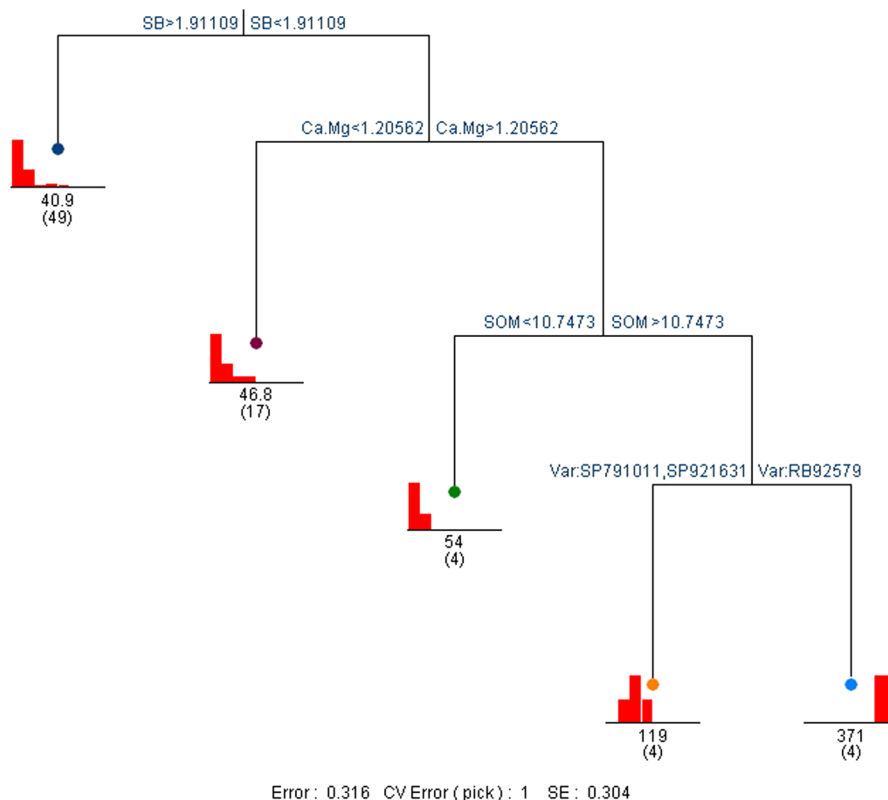 SB>1.91109 SB<1.91109
Ca.Mg<1.20562 Ca.Mg>1.20562
40.9
(49)
SOM<10.7473 SOM>10.7473
46.8
(17)
Var:SP791011,SP921631 Var:RB92579
54
(4)
119
(4)
371
(4)
Error : 0.316 CV Error ( pick ) : 1 SE : 0.304